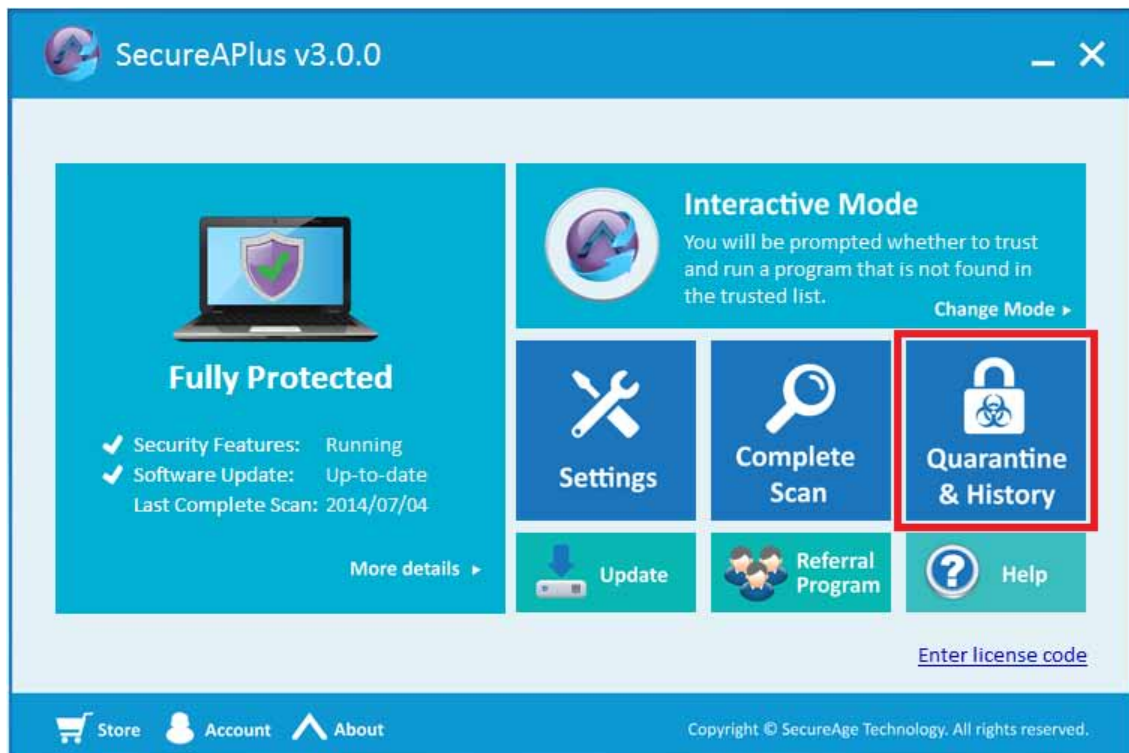 SecureAPlus v3.0.0
Fully Protected
Security Features: Running
Software Update: Up-to-date
Last Complete Scan: 2014/07/04
More details
Interactive Mode
You will be prompted whether to trust
and run a program that is not found in
the trusted list.
Change Mode
Settings
Complete
Scan
Quarantine
& History
Update
Referral
Program
Help
Enter license code
Store
Account
About
Copyright © SecureAge Technology. All rights reserved.